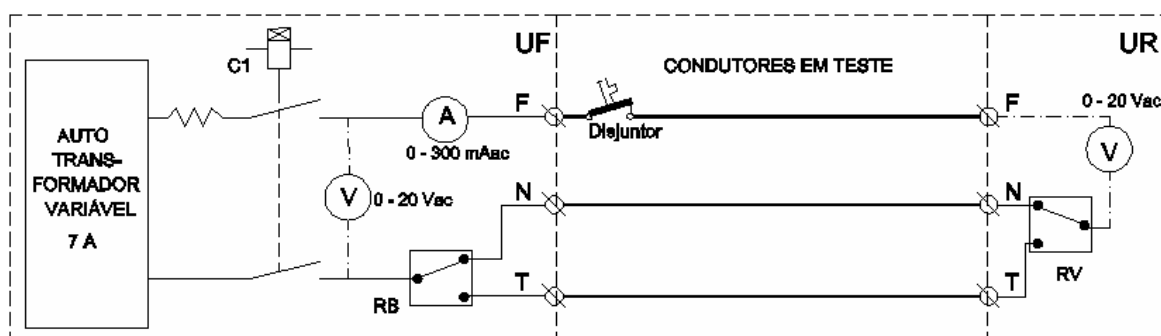 UF
UR
C1
CONDUTORES EM TESTE
F
F
0 - 20 Vac
AUTO
TRANS-
FORMADOR
VARIÁVEL
7 A
A
0 - 300 mAac
Disjuntor
V
V
0 - 20 Vac
N
N
RB
T
T
RV